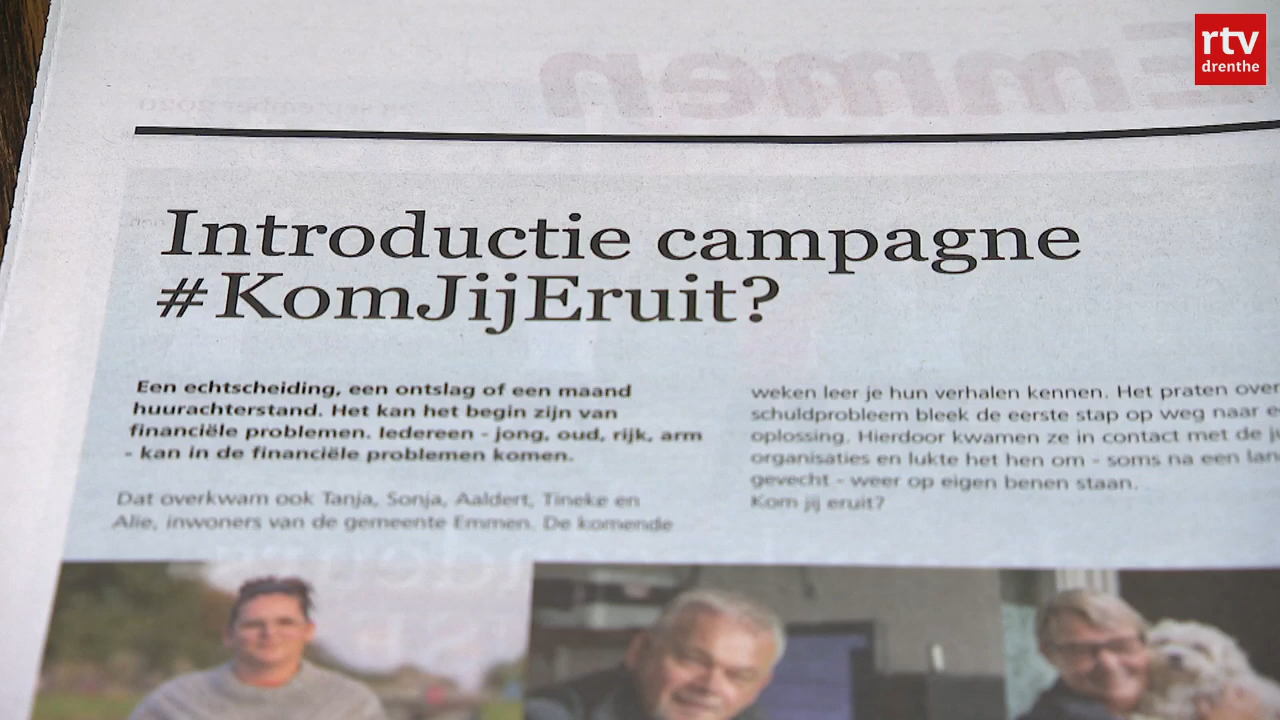 rtv
drenthe
Emmen
september 2020
Introductie campagne
#KomJijEruit?
Een echtscheiding, een ontslag of een maand
huurachterstand. Het kan het begin zijn van
financiële problemen. Iedereen - jong, oud, rijk, arm
- kan in de financiële problemen komen.
Dat overkwam ook Tanja, Sonja, Aaldert, Tineke en
Alie, inwoners van de gemeente Emmen. De komende
weken leer je hun verhalen kennen. Het praten over
schuldprobleem bleek de eerste stap op weg naar
oplossing. Hierdoor kwamen ze in contact met de
organisaties en lukte het hen om - soms na een
gevecht - weer op eigen benen staan.
Kom jij eruit?